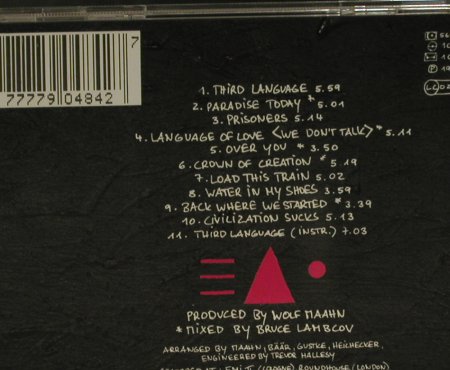 7
77779 04842
1. THIRD LANGUAGE 5.59
2. PARADISE TODAY * 5.01
3. PRISONERS 5.14
4. LANGUAGE OF LOVE <WE DON'T TALK> * 5.11
5. OVER YOU * 3.50
6. CROWN OF CREATION * 5.19
7. LOAD THIS TRAIN 5.02
8. WATER IN MY SHOES 3.59
9. BACK WHERE WE STARTED * 3.39
10. CIVILIZATION SUCKS 5.13
11. THIRD LANGUAGE (INSTR.) 7.03
PRODUCED BY WOLF MAAHN
* MIXED BY BRUCE LAMBCOV
ARRANGED BY MAAHN, BÄÄR, GUSTKE, HEICHECKER,
ENGINEERED BY TREVOR HALLESY
(COLOGNE) ROUNDHOUSE (LONDON)